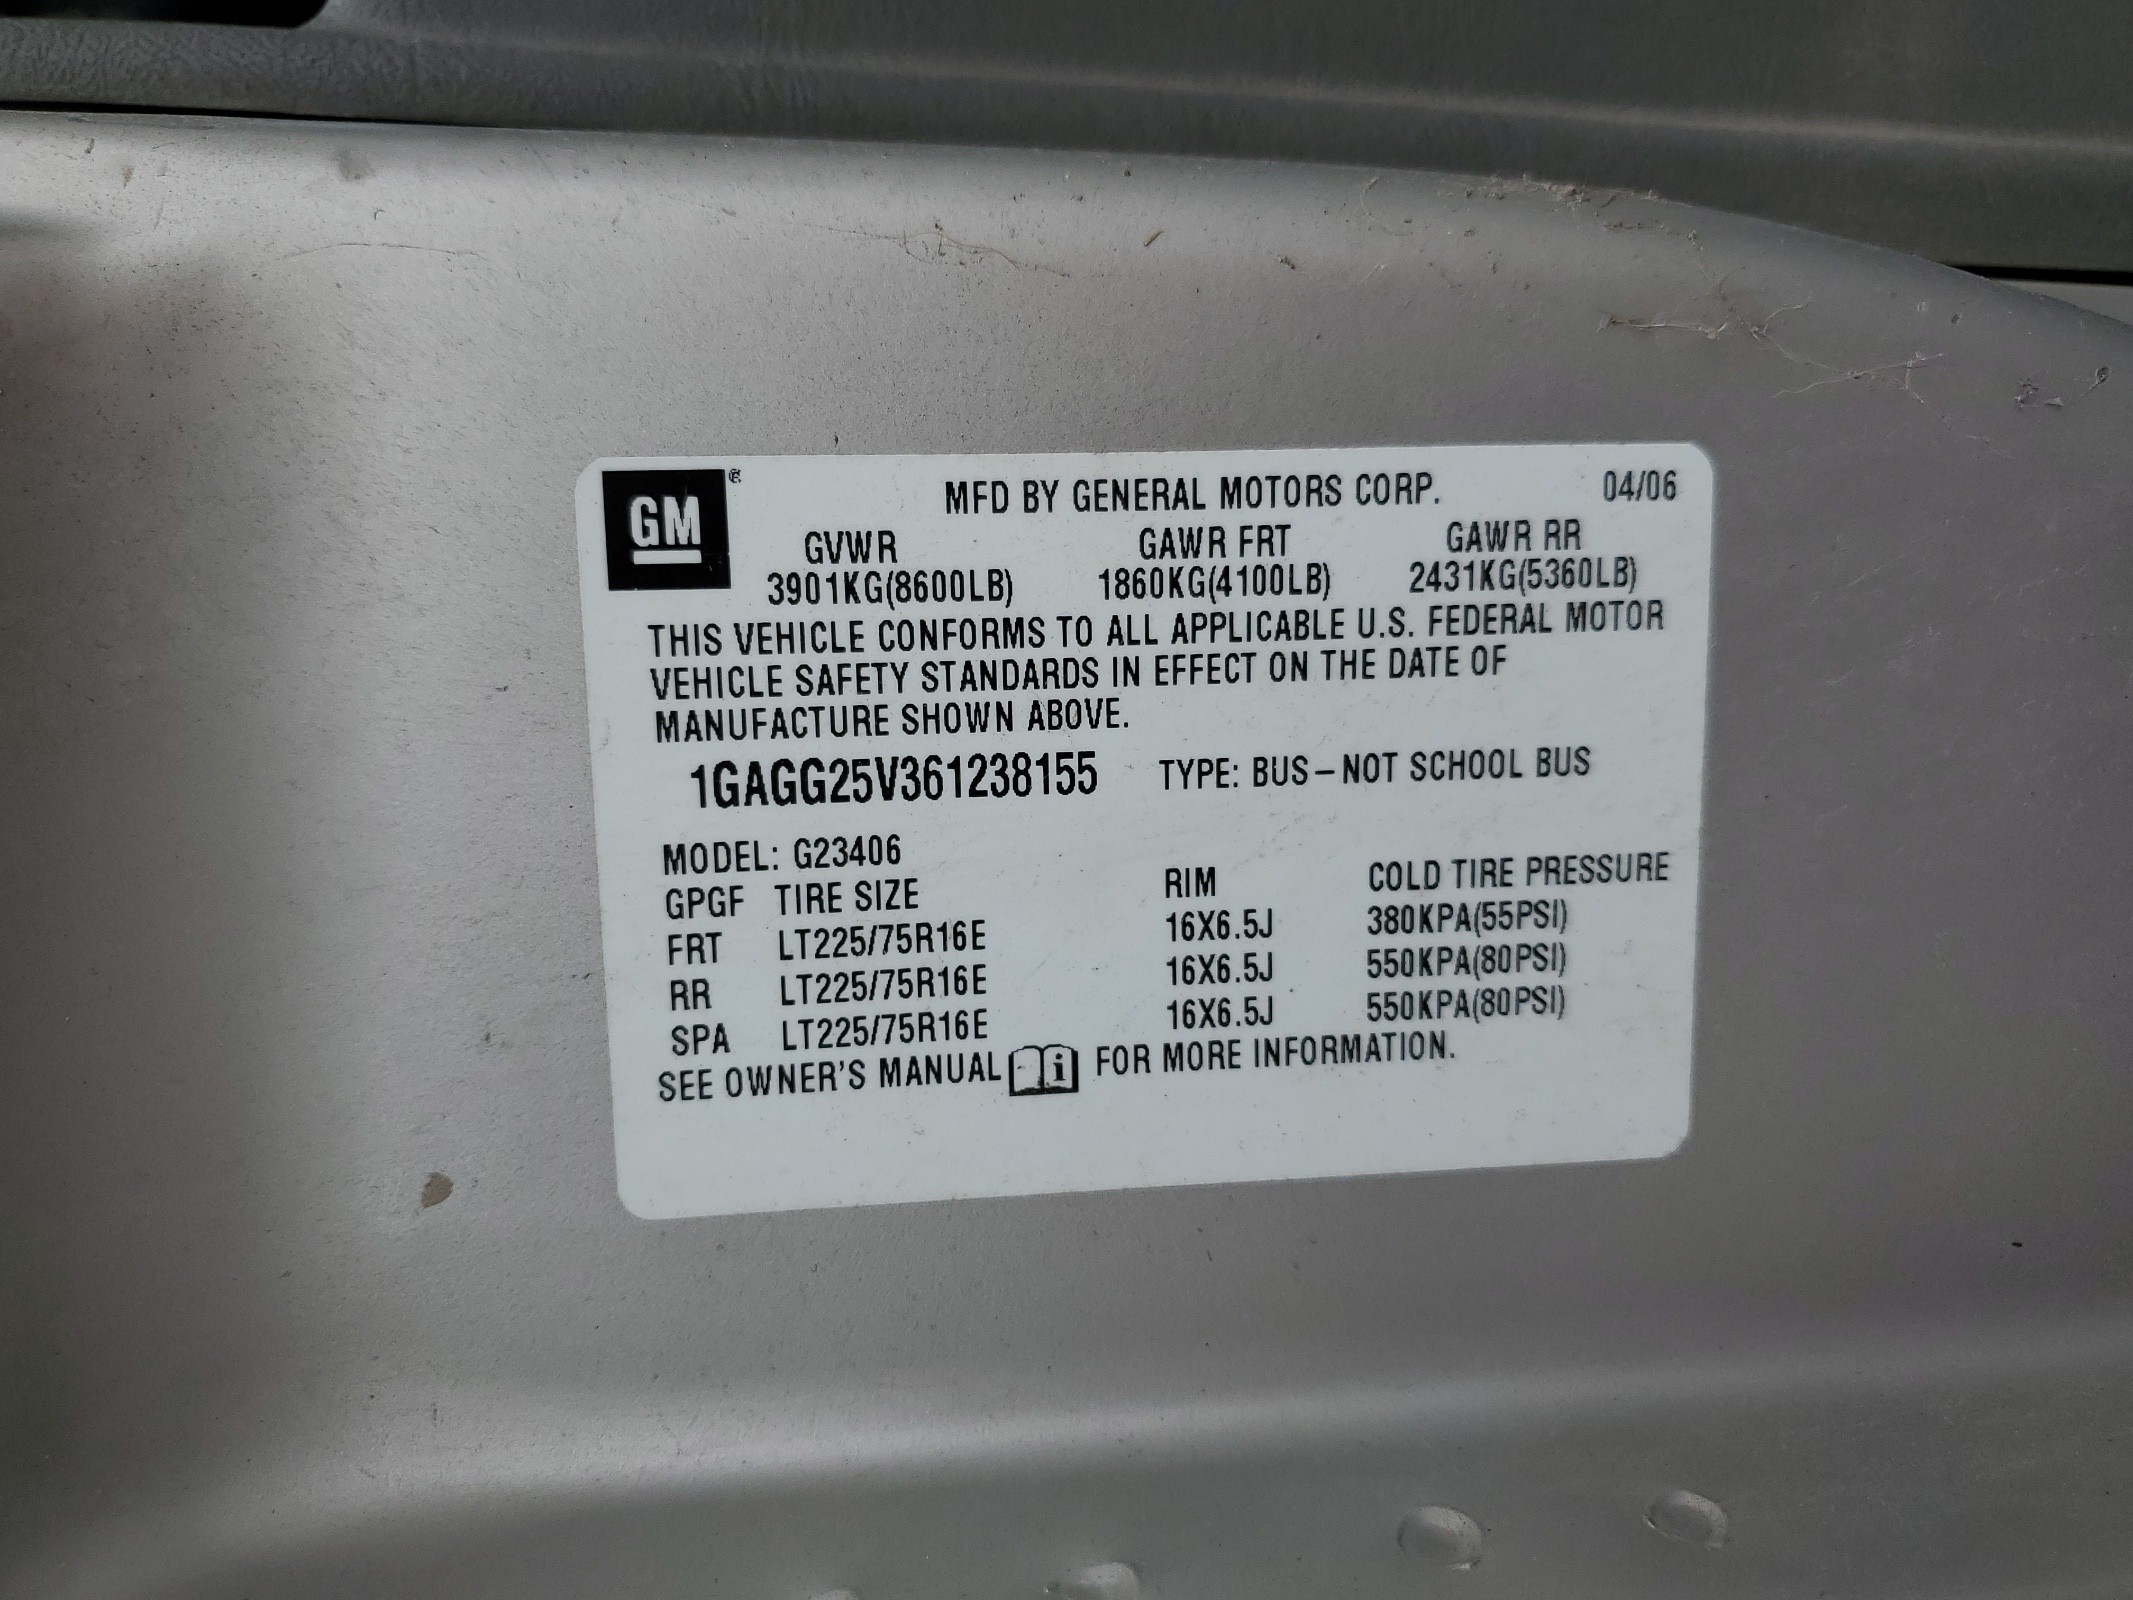 GM
MFD BY GENERAL MOTORS CORP. 04/06
GVWR GAWR FRT GAWR RR
3901KG(8600LB) 1860KG(4100LB) 2431KG(5360LB)
THIS VEHICLE CONFORMS TO ALL APPLICABLE U.S. FEDERAL MOTOR
VEHICLE SAFETY STANDARDS IN EFFECT ON THE DATE OF
MANUFACTURE SHOWN ABOVE.
1GAGG25V361238155 TYPE: BUS–NOT SCHOOL BUS
MODEL: G23406
GPGF TIRE SIZE RIM COLD TIRE PRESSURE
FRT LT225/75R16E 16X6.5J 380KPA(55PSI)
RR LT225/75R16E 16X6.5J 550KPA(80PSI)
SPA LT225/75R16E 16X6.5J 550KPA(80PSI)
SEE OWNER'S MANUAL i FOR MORE INFORMATION.